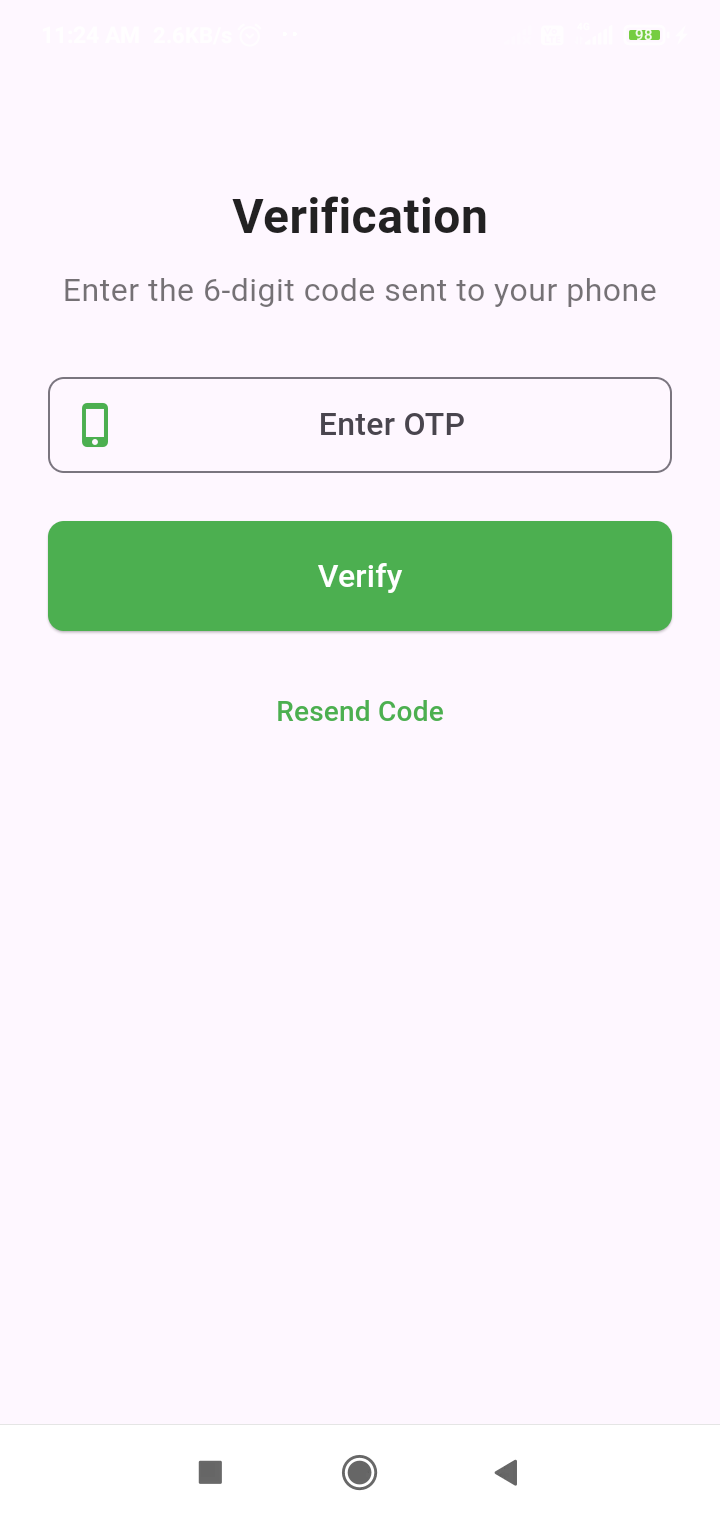 11:24 AM 2.6KB/s
98
Verification
Enter the 6-digit code sent to your phone
Enter OTP
Verify
Resend Code